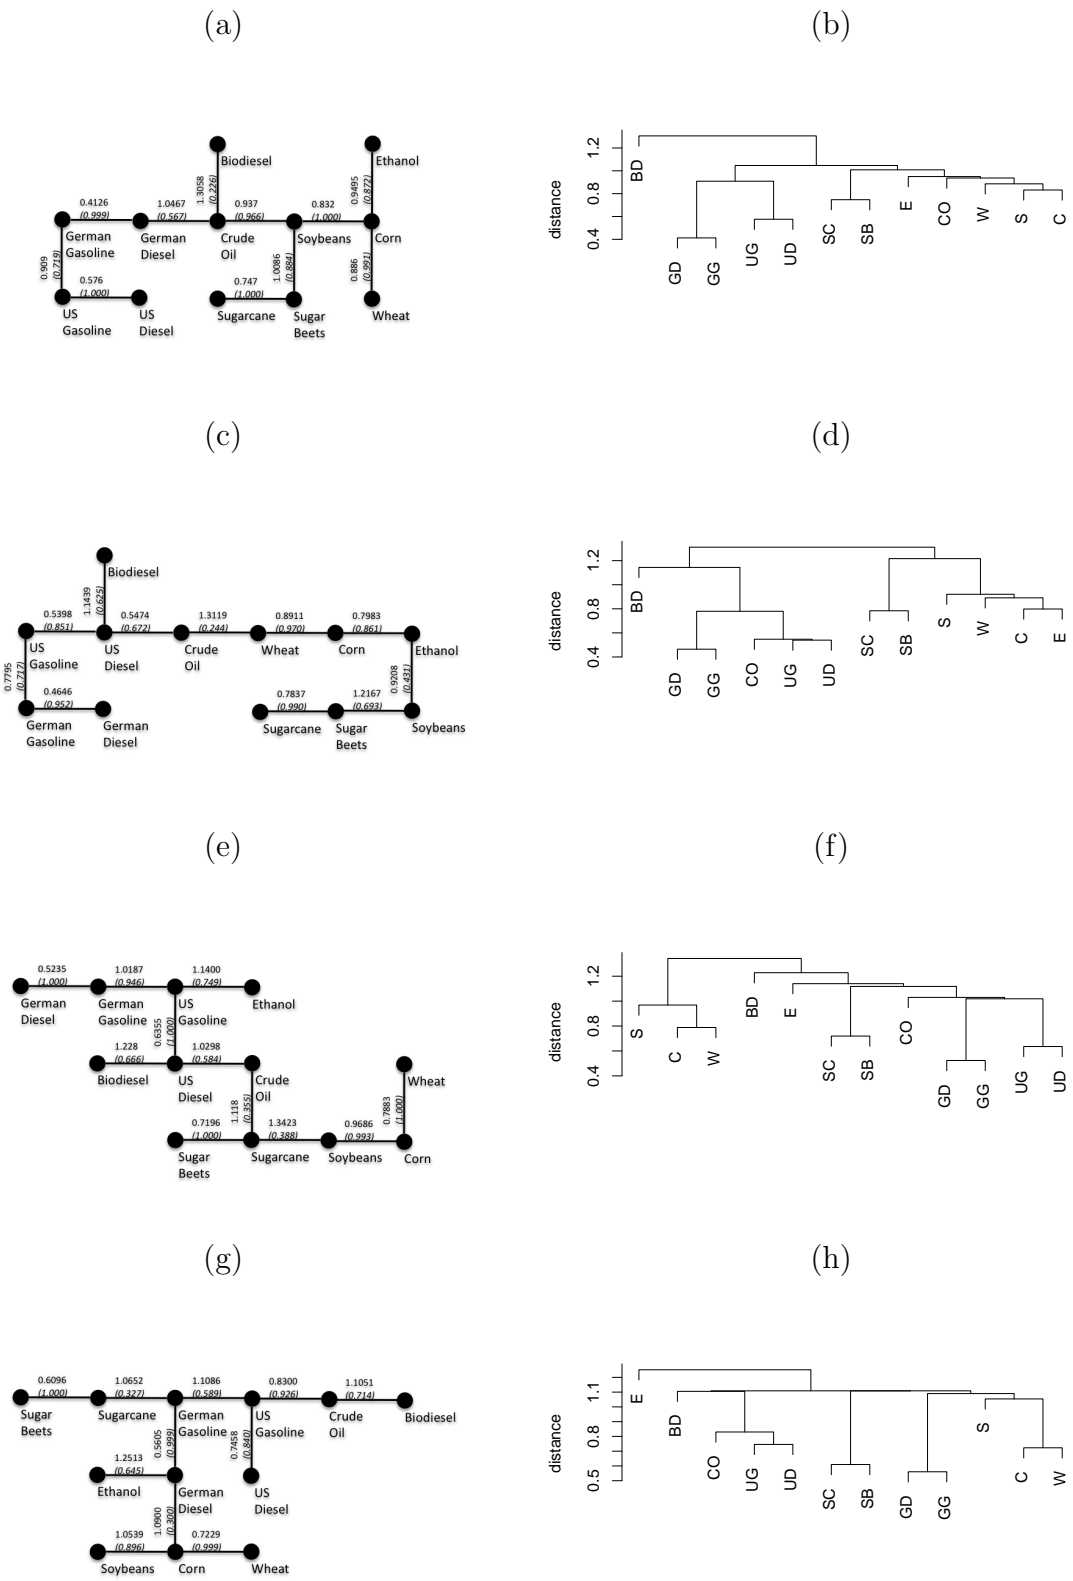 (a)
(b)
Biodiesel
Ethanol
1.3058
(0.226)
0.9495
(0.872)
0.4126
(0.999)
1.0467
(0.567)
0.937
(0.966)
0.832
(1.000)
German
Gasoline
German
Diesel
Crude
Oil
Soybeans
Corn
0.909
(0.719)
1.0086
(0.884)
0.886
(0.991)
0.576
(1.000)
0.747
(1.000)
US
Gasoline
US
Diesel
Sugarcane
Sugar
Beets
Wheat
distance
0.4 0.8 1.2
BD
GD
GG
UG
UD
SC
SB
E
CO
W
S
C
(c)
(d)
Biodiesel
1.1439
(0.625)
0.5398
(0.851)
0.5474
(0.672)
1.3119
(0.244)
0.8911
(0.970)
0.7983
(0.861)
US
Gasoline
US
Diesel
Crude
Oil
Wheat
Corn
Ethanol
0.7795
(0.717)
0.9208
(0.431)
0.4646
(0.952)
0.7837
(0.990)
1.2167
(0.693)
German
Gasoline
German
Diesel
Sugarcane
Sugar
Beets
Soybeans
distance
0.4 0.8 1.2
BD
GD
GG
CO
UG
UD
SC
SB
S
W
C
E
(e)
(f)
0.5235
(1.000)
1.0187
(0.946)
1.1400
(0.749)
German
Diesel
German
Gasoline
US
Gasoline
Ethanol
0.6355
(1.000)
1.228
(0.666)
1.0298
(0.584)
Biodiesel
US
Diesel
Crude
Oil
Wheat
1.118
(0.355)
0.7883
(1.000)
0.7196
(1.000)
1.3423
(0.388)
0.9686
(0.993)
Sugar
Beets
Sugarcane
Soybeans
Corn
distance
0.4 0.8 1.2
S
C
W
BD
E
SC
SB
CO
GD
GG
UG
UD
(g)
(h)
0.6096
(1.000)
1.0652
(0.327)
1.1086
(0.589)
0.8300
(0.926)
1.1051
(0.714)
Sugar
Beets
Sugarcane
German
Gasoline
US
Gasoline
Crude
Oil
Biodiesel
0.5605
(0.999)
0.7458
(0.840)
1.2513
(0.645)
Ethanol
German
Diesel
US
Diesel
1.0900
(0.300)
1.0539
(0.896)
0.7229
(0.999)
Soybeans
Corn
Wheat
distance
0.5 0.8 1.1
E
BD
CO
UG
UD
SC
SB
GD
GG
S
C
W